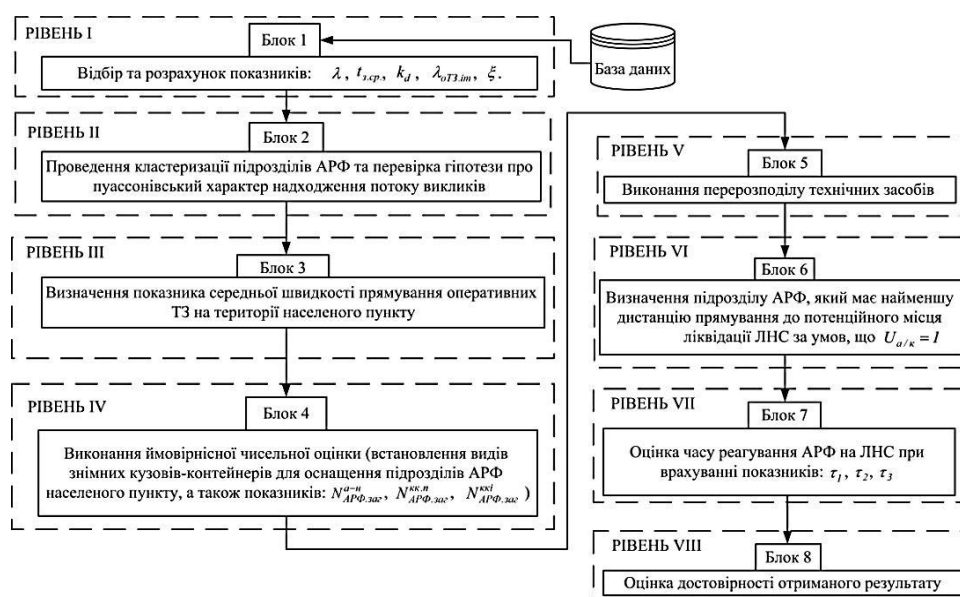 РІВЕНЬ І
Блок 1
Відбір та розрахунок показників: λ, t_{з.ср.} k_d, λ_{оТЗ.іт}, ξ.
База даних
РІВЕНЬ ІІ
Блок 2
Проведення кластеризації підрозділів АРФ та перевірка гіпотези про
пуассонівський характер надходження потоку викликів
РІВЕНЬ ІІІ
Блок 3
Визначення показника середньої швидкості прямування оперативних
ТЗ на території населеного пункту
РІВЕНЬ IV
Блок 4
Виконання ймовірнісної чисельної оцінки (встановлення видів
знімних кузовів-контейнерів для оснащення підрозділів АРФ
населеного пункту, а також показників: N^{а-н}_{АРФ.заг}, N^{кк.п}_{АРФ.заг}, N^{ккі}_{АРФ.заг} )
РІВЕНЬ V
Блок 5
Виконання перерозподілу технічних засобів
РІВЕНЬ VI
Блок 6
Визначення підрозділу АРФ, який має найменшу
дистанцію прямування до потенційного місця
ліквідації ЛНС за умов, що U_{а/к} = 1
РІВЕНЬ VII
Блок 7
Оцінка часу реагування АРФ на ЛНС при
врахуванні показників: τ₁, τ₂, τ₃
РІВЕНЬ VIII
Блок 8
Оцінка достовірності отриманого результату